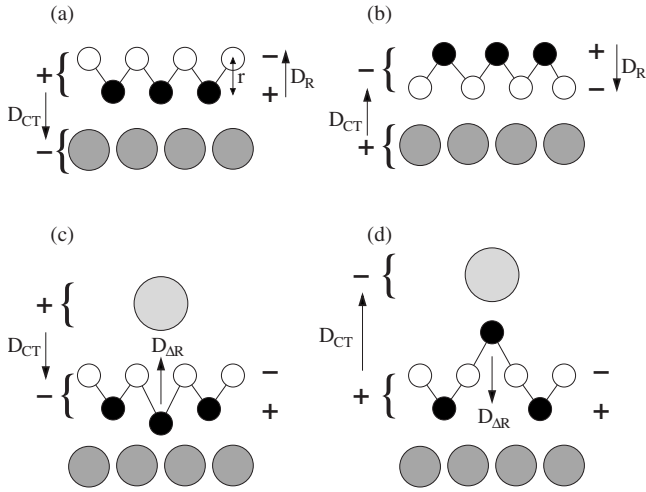 (a)
+ {
D_CT
− {
r
−
+
D_R
(b)
− {
D_CT
+ {
+
−
D_R
(c)
+ {
D_CT
− {
D_ΔR
−
+
(d)
− {
D_CT
+ {
D_ΔR
−
+